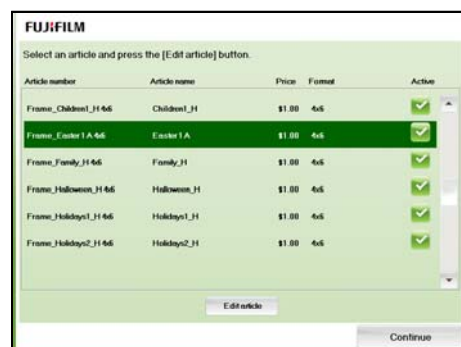 FUJIFILM
Select an article and press the [Edit article] button.
Article number Article name Price Format Active
Frame_Children1_H 4x6 Children1_H $1.00 4x6
Frame_Easter1A 4x6 Easter1A $1.00 4x6
Frame_Family_H 4x6 Family_H $1.00 4x6
Frame_Halloween_H 4x6 Halloween_H $1.00 4x6
Frame_Holidays1_H 4x6 Holidays1_H $1.00 4x6
Frame_Holidays2_H 4x6 Holidays2_H $1.00 4x6
Edit article
Continue